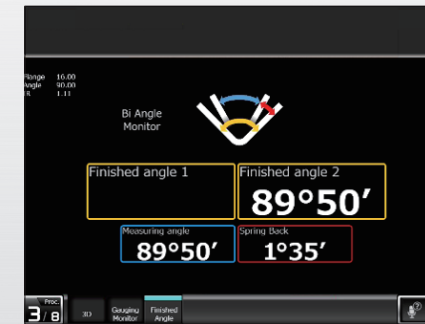 Flange 16.00
Angle 90.00
IR 1.11
Bi Angle
Monitor
Finished angle 1
Finished angle 2
89°50′
Measuring angle
89°50′
Spring Back
1°35′
Proc.
3/8
3D
Gauging
Monitor
Finished
Angle
?